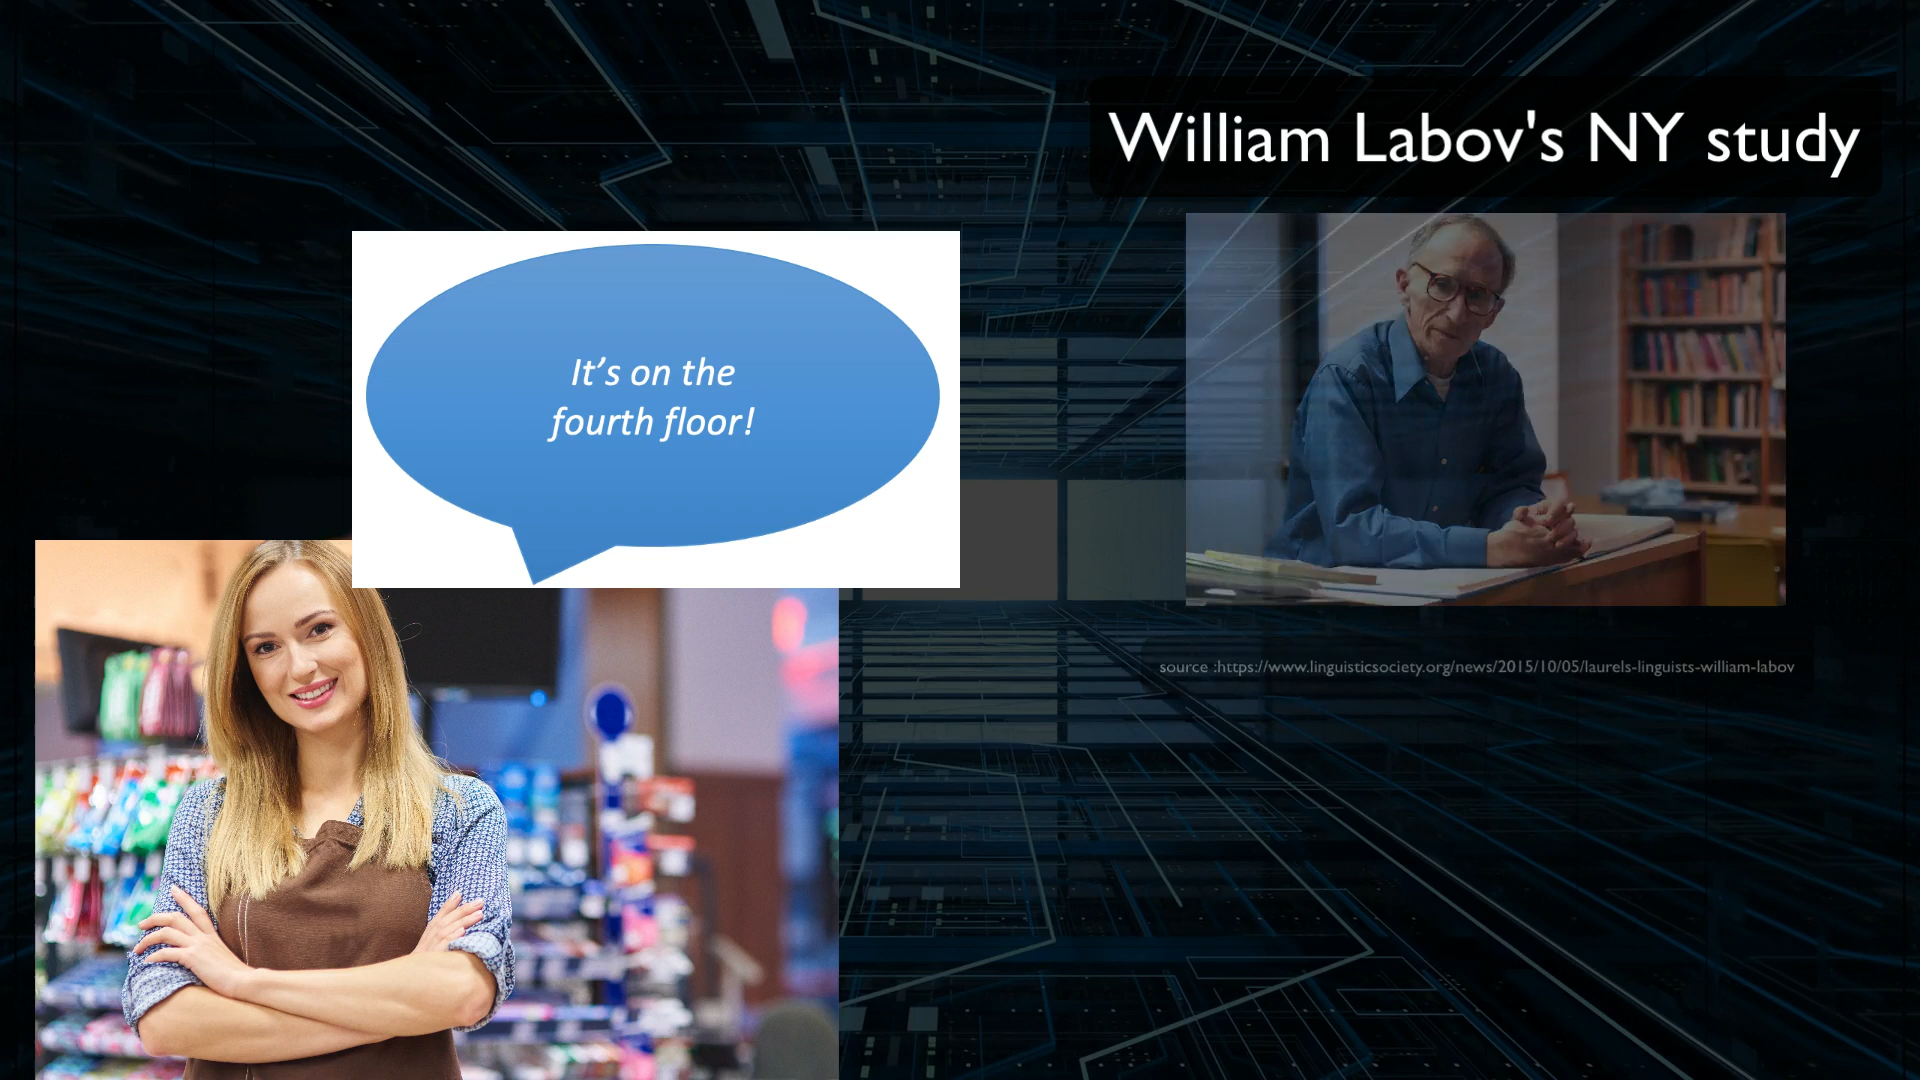 William Labov's NY study
It’s on the
fourth floor!
source :https://www.linguisticsociety.org/news/2015/10/05/laurels-linguists-william-labov